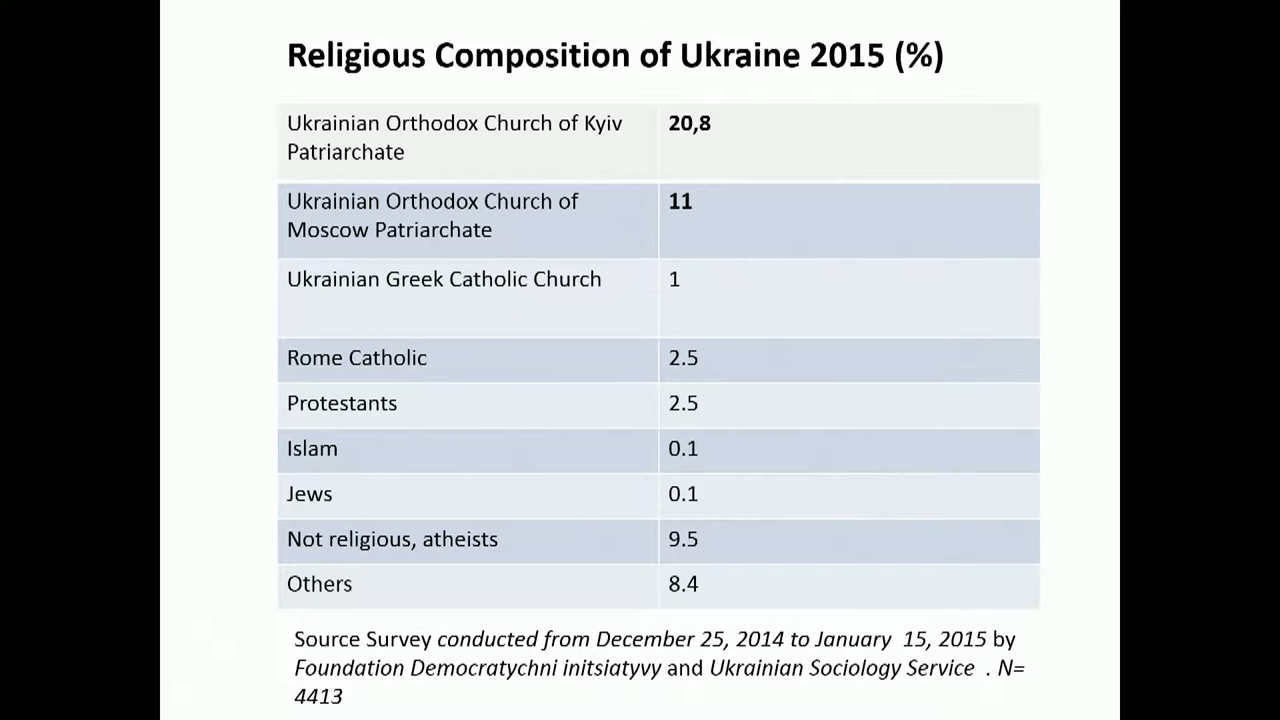 Religious Composition of Ukraine 2015 (%)
Ukrainian Orthodox Church of Kyiv 20,8
Patriarchate
Ukrainian Orthodox Church of 11
Moscow Patriarchate
Ukrainian Greek Catholic Church 1
Rome Catholic 2.5
Protestants 2.5
Islam 0.1
Jews 0.1
Not religious, atheists 9.5
Others 8.4
Source Survey conducted from December 25, 2014 to January 15, 2015 by
Foundation Democratychni initsiatyvy and Ukrainian Sociology Service . N=
4413